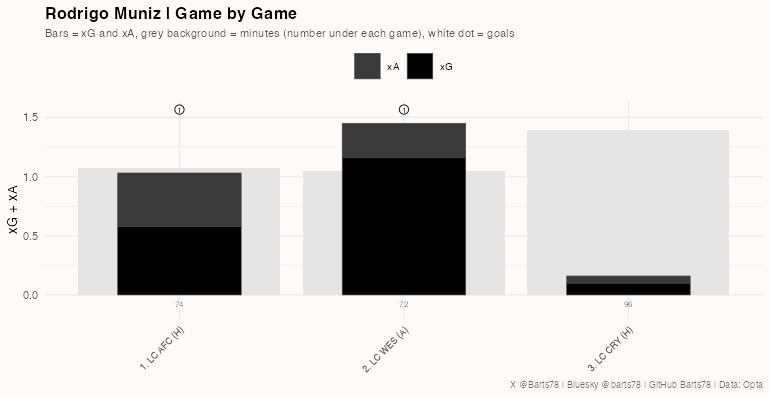 Rodrigo Muniz | Game by Game
Bars = xG and xA, grey background = minutes (number under each game), white dot = goals
xA xG
1 1
1.5
1.0
0.5
0.0
xG + xA
74 72 96
1. LC AFC (H) 2. LC WES (A) 3. LC CRY (H)
X @Barts78 | Bluesky @barts78 | GitHub Barts78 | Data: Opta